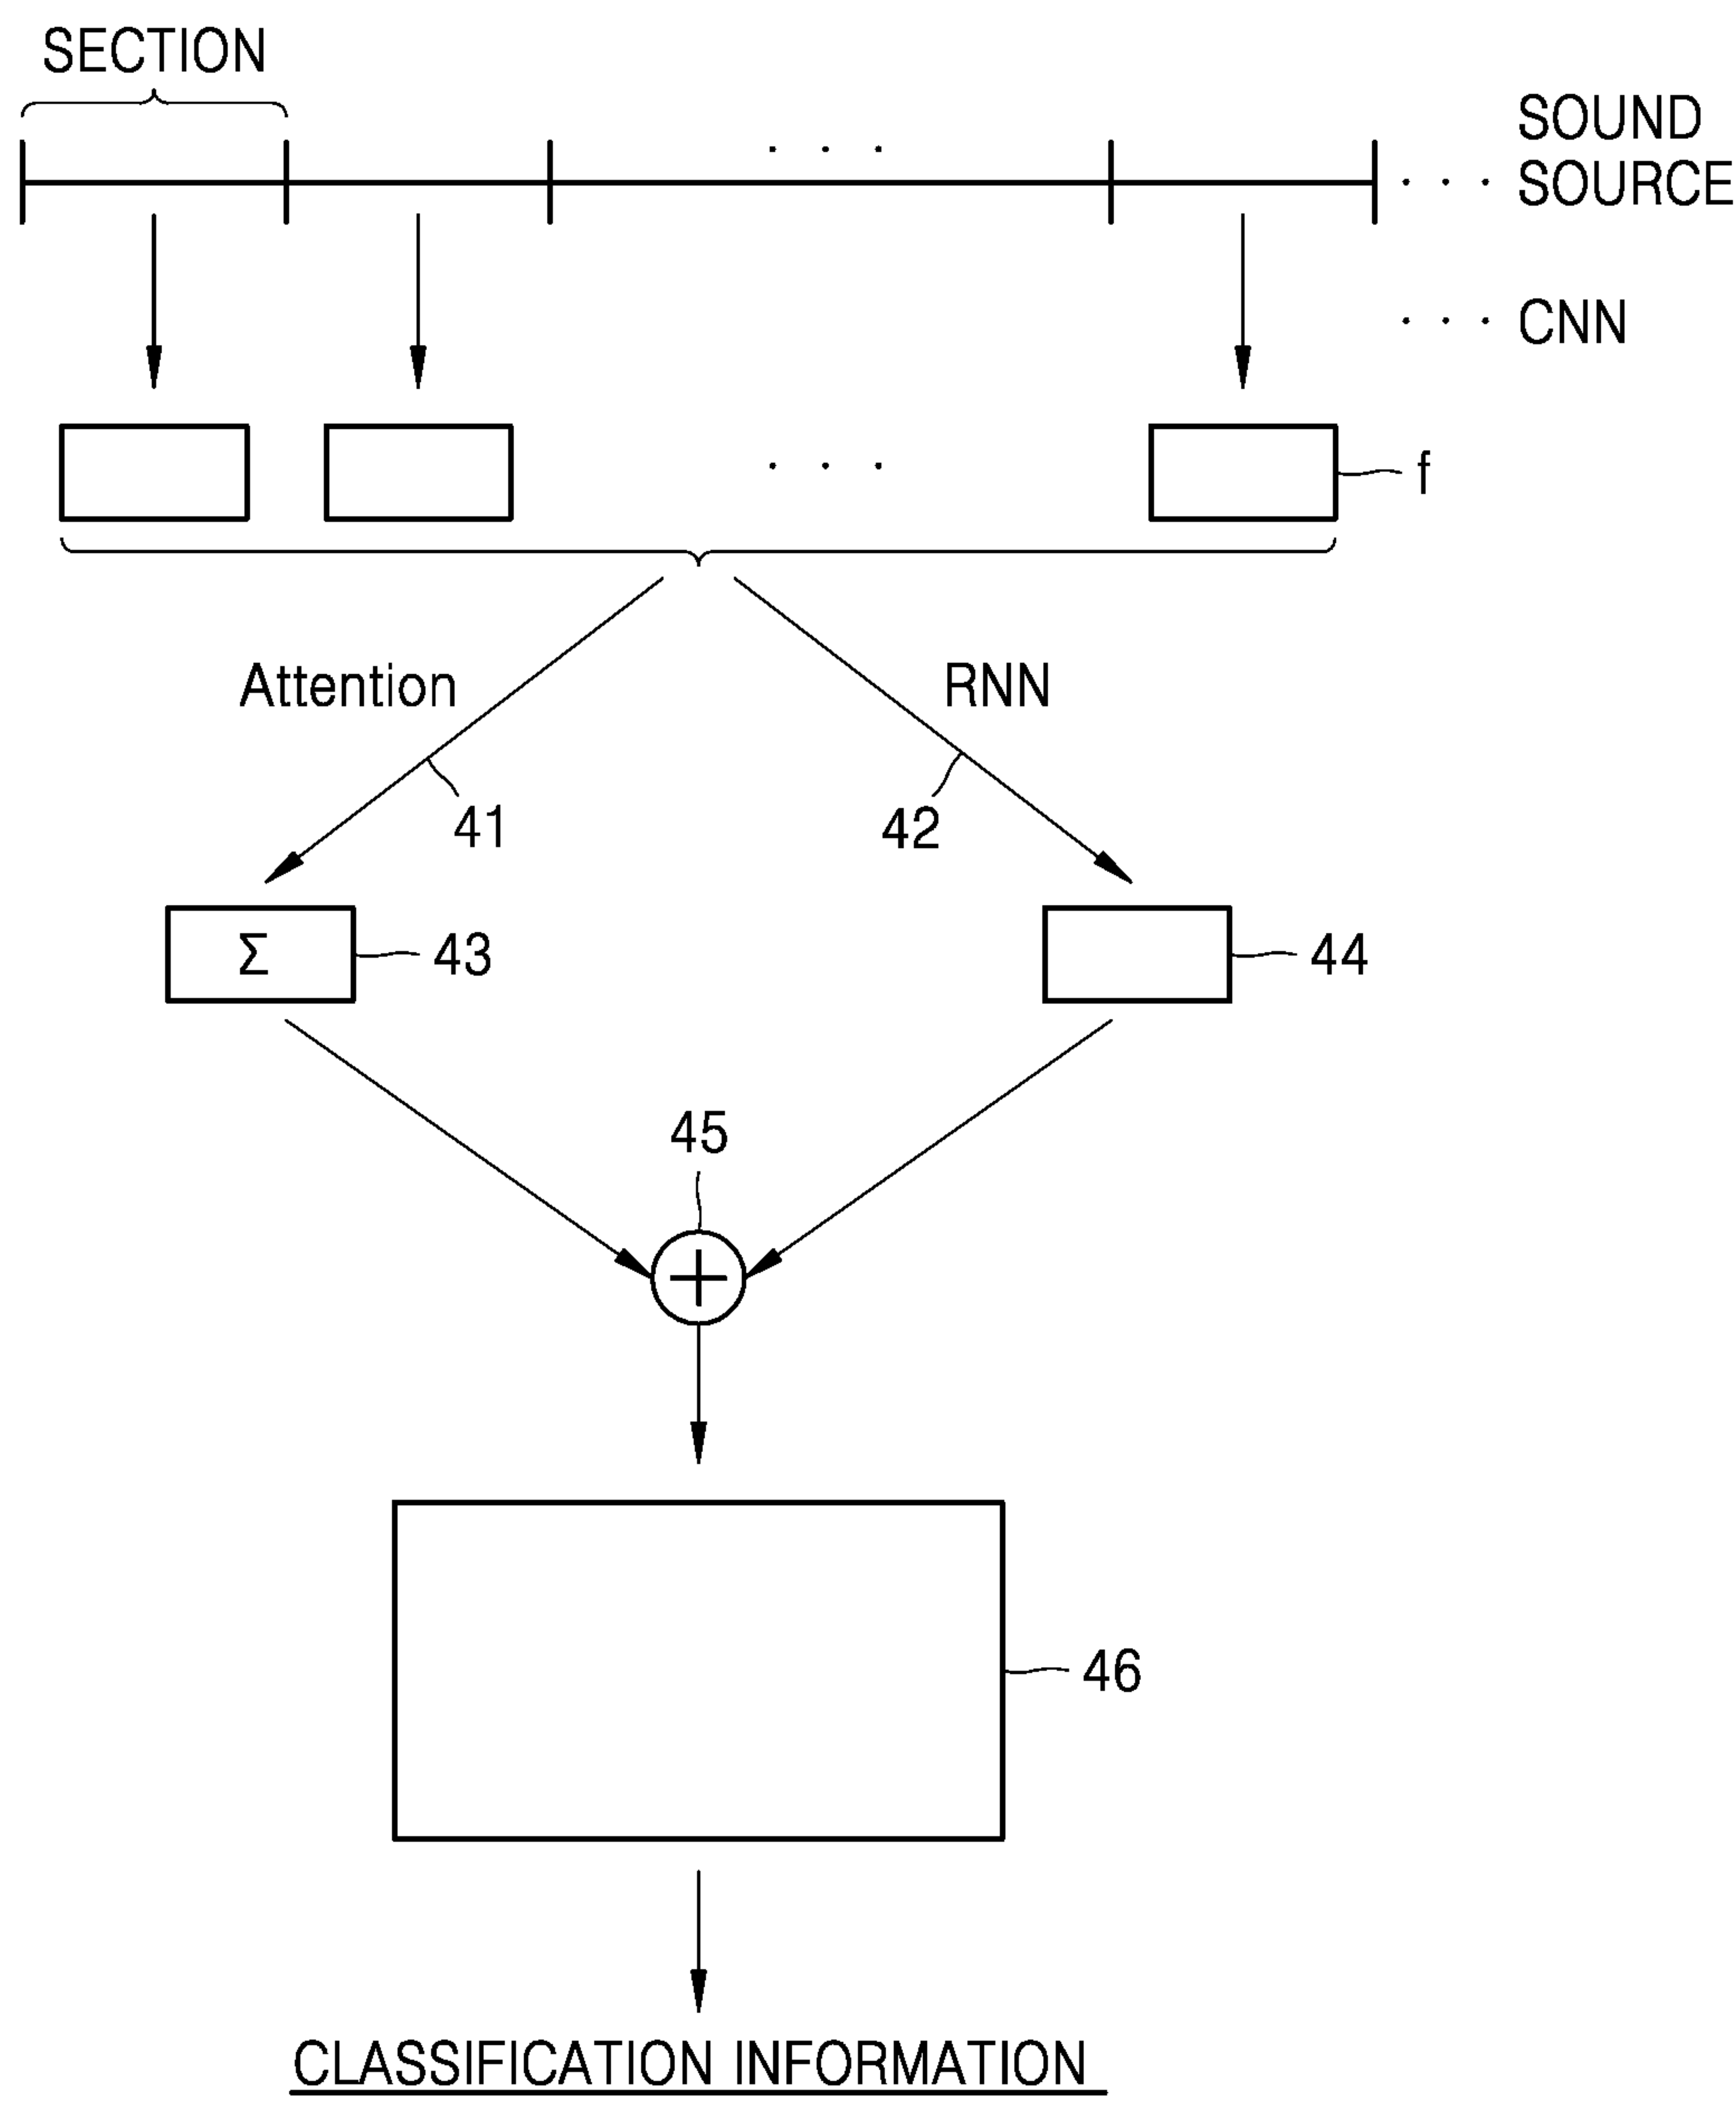 SECTION
. . .
. . . SOUND
SOURCE
. . . CNN
. . .
f
Attention
RNN
41
42
Σ
43
44
45
+
46
CLASSIFICATION INFORMATION